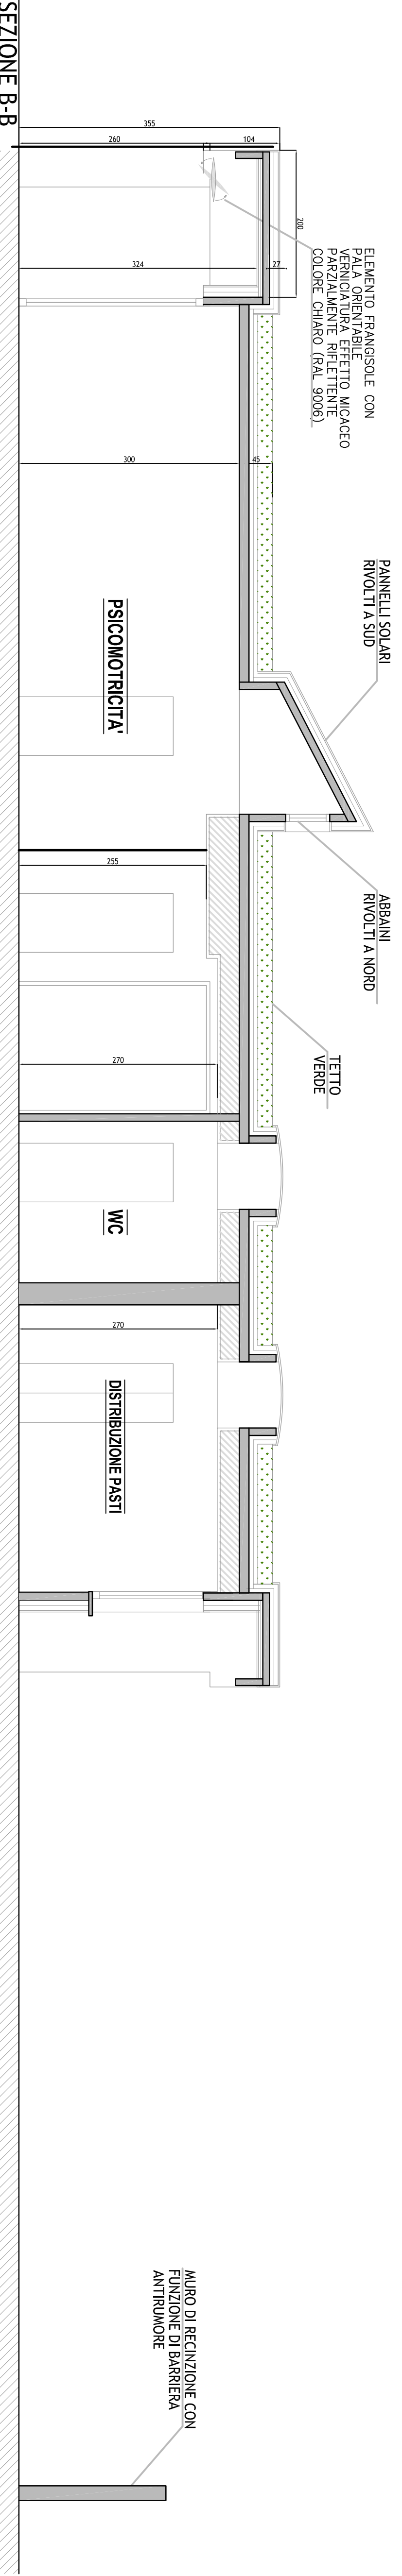 SEZIONE B-B
355
260
104
200
324
27
ELEMENTO FRANGISOLE CON
PALA ORIENTABILE
VERNICIATURA EFFETTO MICACEO
PARZIALMENTE RIFLETTENTE
COLORE CHIARO (RAL 9006)
300
45
PANNELLI SOLARI
RIVOLTI A SUD
PSICOMOTRICITA'
255
ABBAINI
RIVOLTI A NORD
270
TETTO
VERDE
WC
270
DISTRIBUZIONE PASTI
MURO DI RECINZIONE CON
FUNZIONE DI BARRIERA
ANTIRUMORE